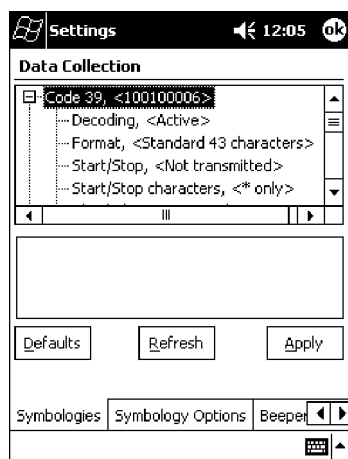 Settings 12:05 ok
Data Collection
Code 39, <100100006>
Decoding, <Active>
Format, <Standard 43 characters>
Start/Stop, <Not transmitted>
Start/Stop characters, <* only>
Defaults Refresh Apply
Symbologies Symbology Options Beeper